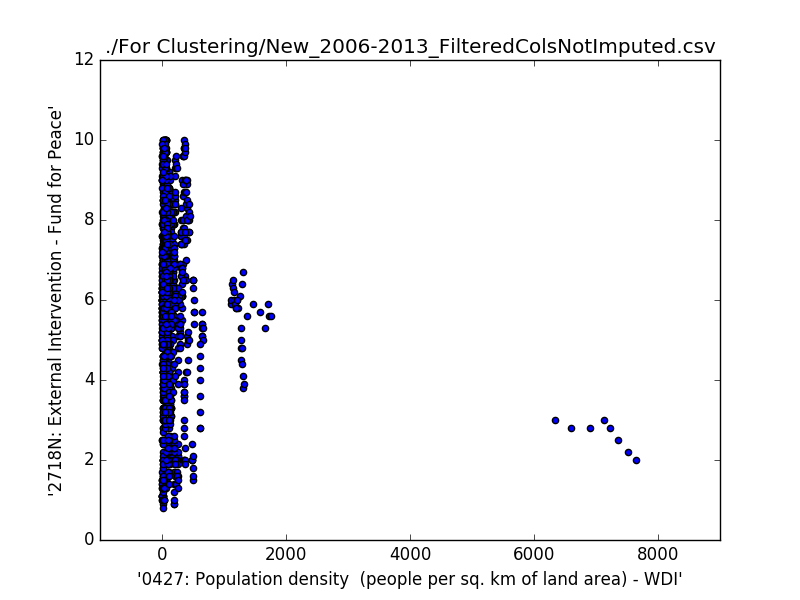 ./For Clustering/New_2006-2013_FilteredColsNotImputed.csv
12
10
8
6
4
2
0
'2718N: External Intervention - Fund for Peace'
0 2000 4000 6000 8000
'0427: Population density  (people per sq. km of land area) - WDI'